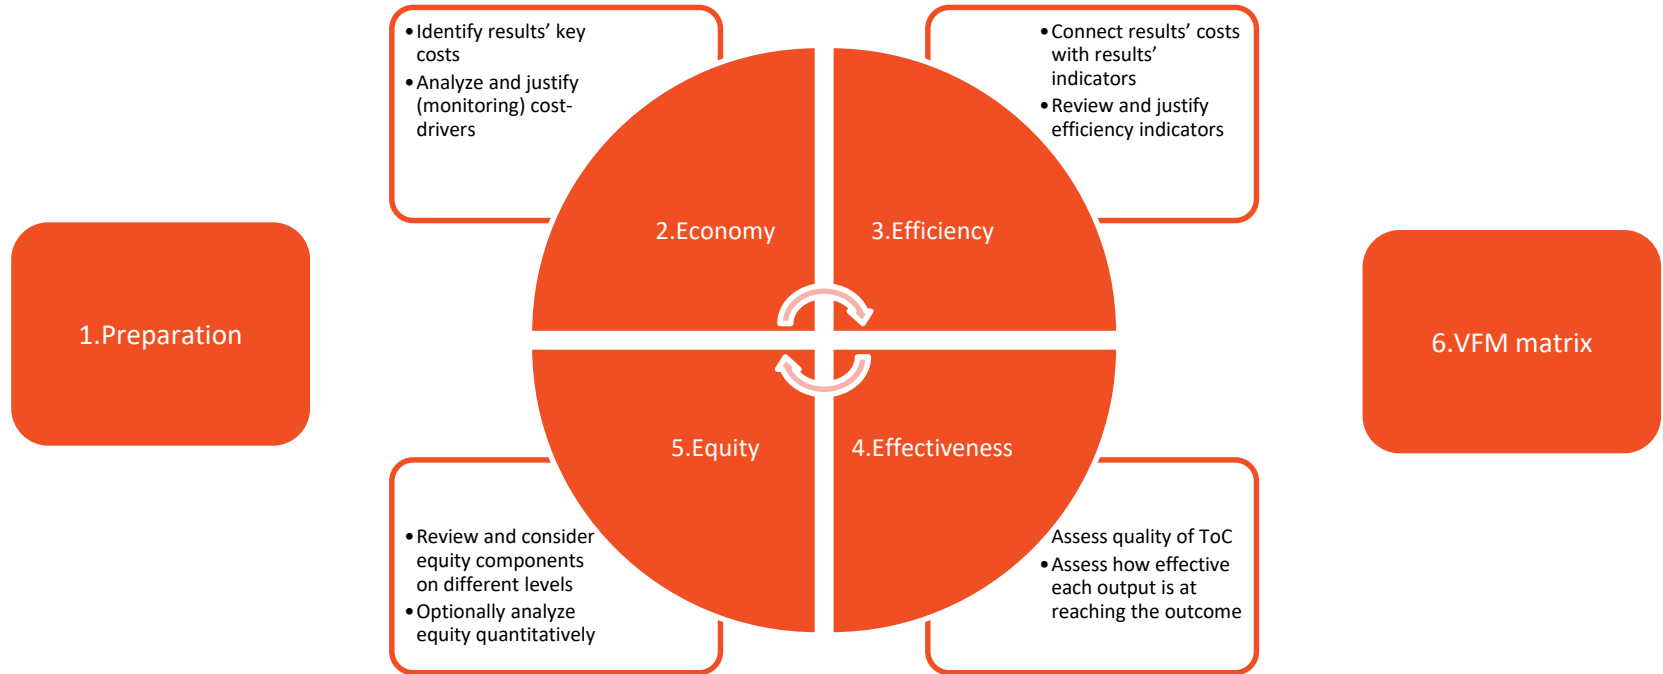 1.Preparation
• Identify results’ key
costs
• Analyze and justify
(monitoring) cost-
drivers
2.Economy
• Connect results’ costs
with results’
indicators
• Review and justify
efficiency indicators
3.Efficiency
• Review and consider
equity components
on different levels
• Optionally analyze
equity quantitatively
5.Equity
4.Effectiveness
Assess quality of ToC
• Assess how effective
each output is at
reaching the outcome
6.VFM matrix